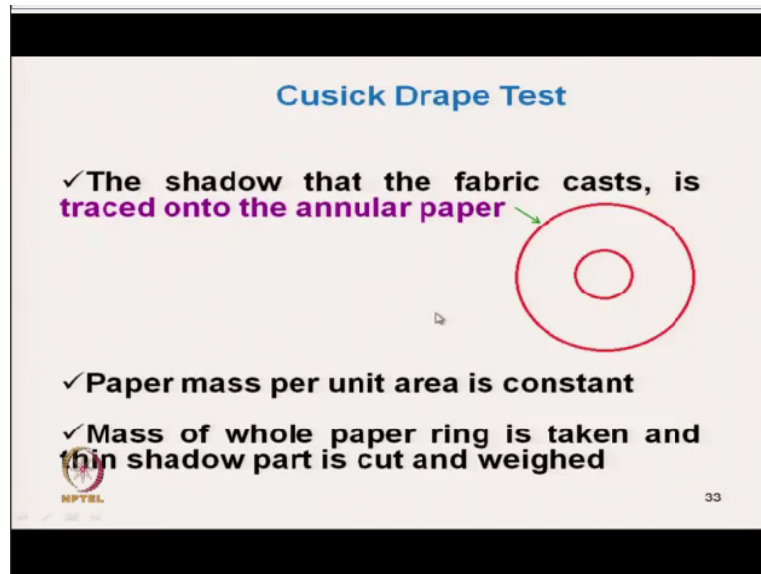 Cusick Drape Test
✓The shadow that the fabric casts, is
traced onto the annular paper
✓Paper mass per unit area is constant
✓Mass of whole paper ring is taken and
thin shadow part is cut and weighed
NPTEL
33